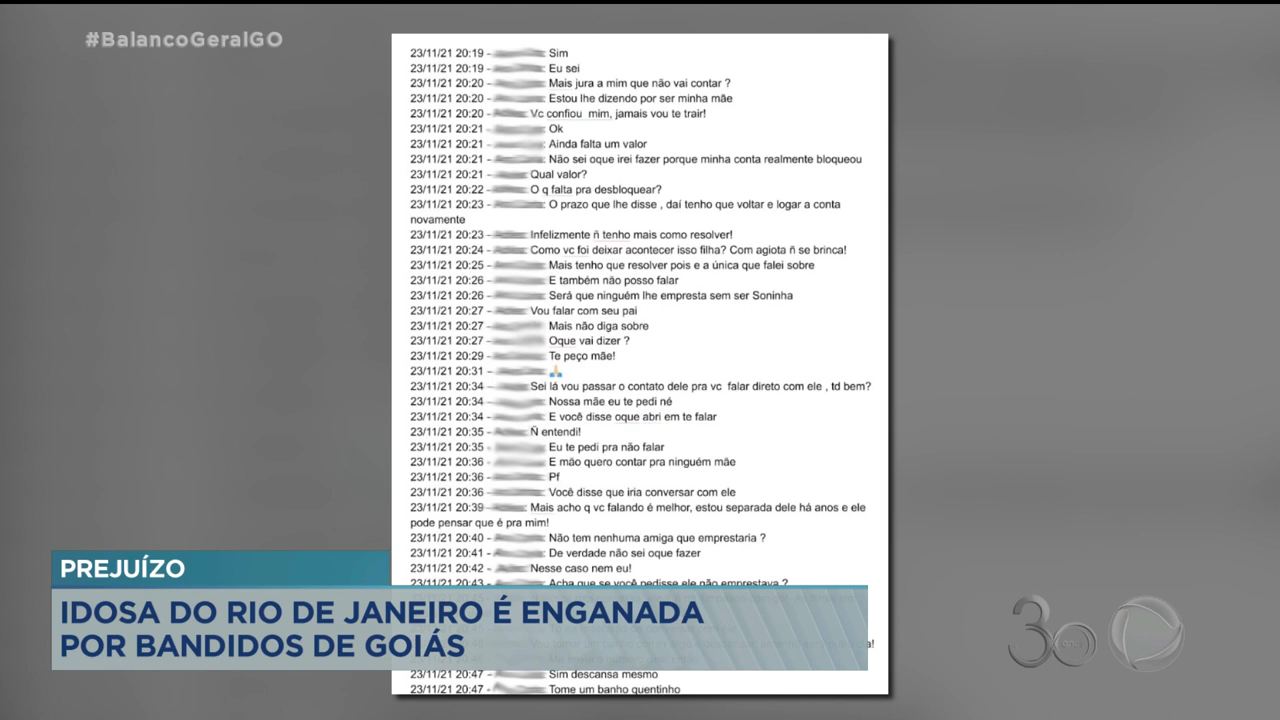 #BalancoGeralGO
23/11/21 20:19 - Sim
23/11/21 20:19 - Eu sei
23/11/21 20:20 - Mais jura a mim que não vai contar ?
23/11/21 20:20 - : Estou lhe dizendo por ser minha mãe
23/11/21 20:20 - Vc confiou mim, jamais vou te trair!
23/11/21 20:21 - : Ok
23/11/21 20:21 - : Ainda falta um valor
23/11/21 20:21 - : Não sei oque irei fazer porque minha conta realmente bloqueou
23/11/21 20:21 - Qual valor?
23/11/21 20:22 - O q falta pra desbloquear?
23/11/21 20:23 - : O prazo que lhe disse , daí tenho que voltar e logar a conta
novamente
23/11/21 20:23 - Infelizmente ñ tenho mais como resolver!
23/11/21 20:24 - : Como vc foi deixar acontecer isso filha? Com agiota ñ se brinca!
23/11/21 20:25 - : Mais tenho que resolver pois e a única que falei sobre
23/11/21 20:26 - : E também não posso falar
23/11/21 20:26 - : Será que ninguém lhe empresta sem ser Soninha
23/11/21 20:27 - Vou falar com seu pai
23/11/21 20:27 - Mais não diga sobre
23/11/21 20:27 - : Oque vai dizer ?
23/11/21 20:29 - : Te peço mãe!
23/11/21 20:31 - 🙏🏼
23/11/21 20:34 - Sei lá vou passar o contato dele pra vc falar direto com ele , td bem?
23/11/21 20:34 - : Nossa mãe eu te pedi né
23/11/21 20:34 - : E você disse oque abri em te falar
23/11/21 20:35 - Ñ entendi!
23/11/21 20:35 - Eu te pedi pra não falar
23/11/21 20:36 - : E mão quero contar pra ninguém mãe
23/11/21 20:36 - : Pf
23/11/21 20:36 - : Você disse que iria conversar com ele
23/11/21 20:39 - : Mais acho q vc falando é melhor, estou separada dele há anos e ele
pode pensar que é pra mim!
23/11/21 20:40 - : Não tem nenhuma amiga que emprestaria ?
23/11/21 20:41 - : De verdade não sei oque fazer
23/11/21 20:42 - : Nesse caso nem eu!
23/11/21 20:43 - : Acha que se você pedisse ele não emprestava ?
PREJUÍZO
IDOSA DO RIO DE JANEIRO É ENGANADA
POR BANDIDOS DE GOIÁS
23/11/21 20:47 - Sim descansa mesmo
23/11/21 20:47 - : Tome um banho quentinho
30
anos